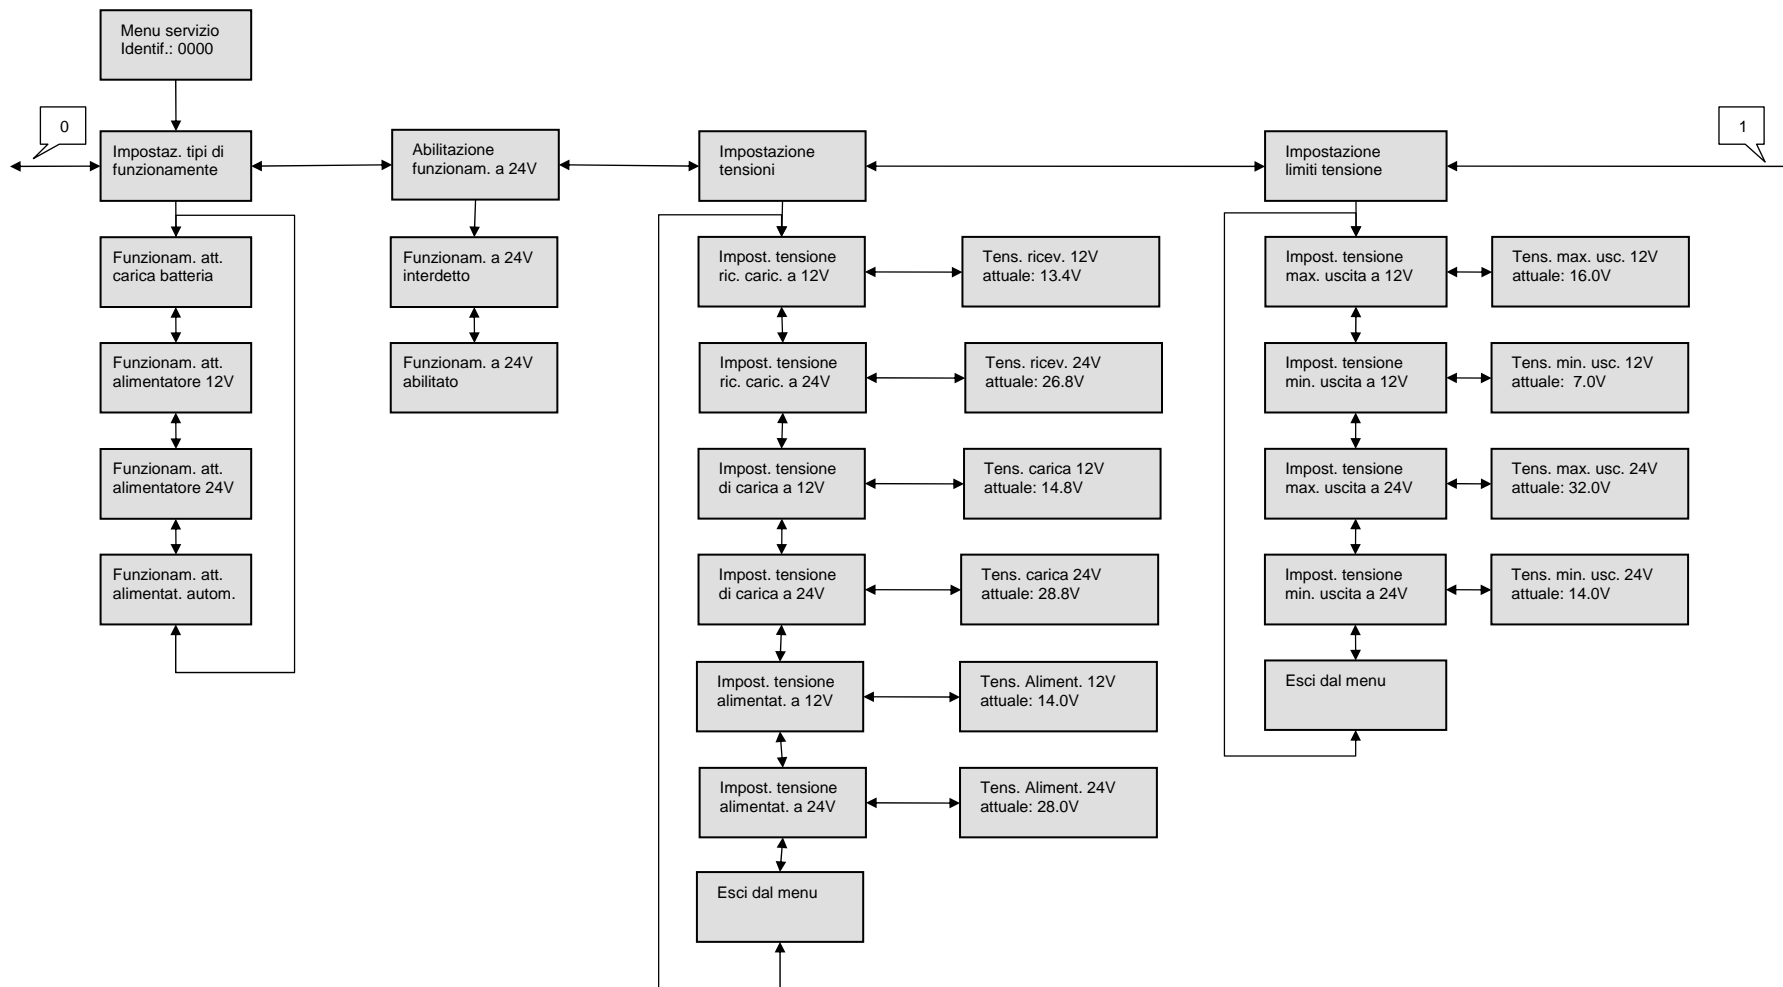 Menu servizio
Identif.: 0000
0
1
Impostaz. tipi di
funzionamente
Abilitazione
funzionam. a 24V
Impostazione
tensioni
Impostazione
limiti tensione
Funzionam. att.
carica batteria
Funzionam. att.
alimentatore 12V
Funzionam. att.
alimentatore 24V
Funzionam. att.
alimentat. autom.
Funzionam. a 24V
interdetto
Funzionam. a 24V
abilitato
Impost. tensione
ric. caric. a 12V
Tens. ricev. 12V
attuale: 13.4V
Impost. tensione
ric. caric. a 24V
Tens. ricev. 24V
attuale: 26.8V
Impost. tensione
di carica a 12V
Tens. carica 12V
attuale: 14.8V
Impost. tensione
di carica a 24V
Tens. carica 24V
attuale: 28.8V
Impost. tensione
alimentat. a 12V
Tens. Aliment. 12V
attuale: 14.0V
Impost. tensione
alimentat. a 24V
Tens. Aliment. 24V
attuale: 28.0V
Esci dal menu
Impost. tensione
max. uscita a 12V
Tens. max. usc. 12V
attuale: 16.0V
Impost. tensione
min. uscita a 12V
Tens. min. usc. 12V
attuale:  7.0V
Impost. tensione
max. uscita a 24V
Tens. max. usc. 24V
attuale: 32.0V
Impost. tensione
min. uscita a 24V
Tens. min. usc. 24V
attuale: 14.0V
Esci dal menu